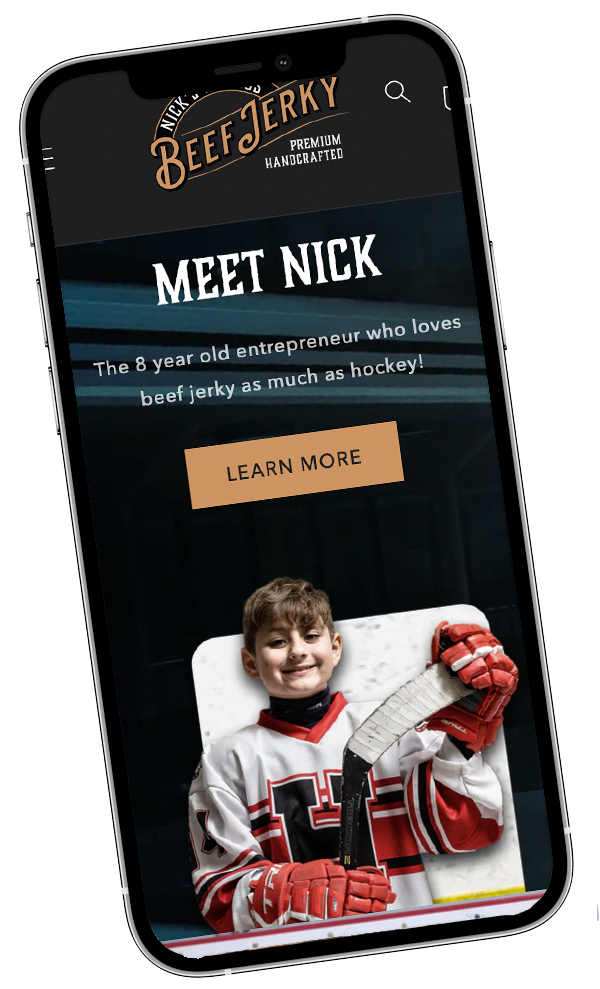 NICK'S
BEEF JERKY
PREMIUM
HANDCRAFTED
MEET NICK
The 8 year old entrepreneur who loves
beef jerky as much as hockey!
LEARN MORE
H